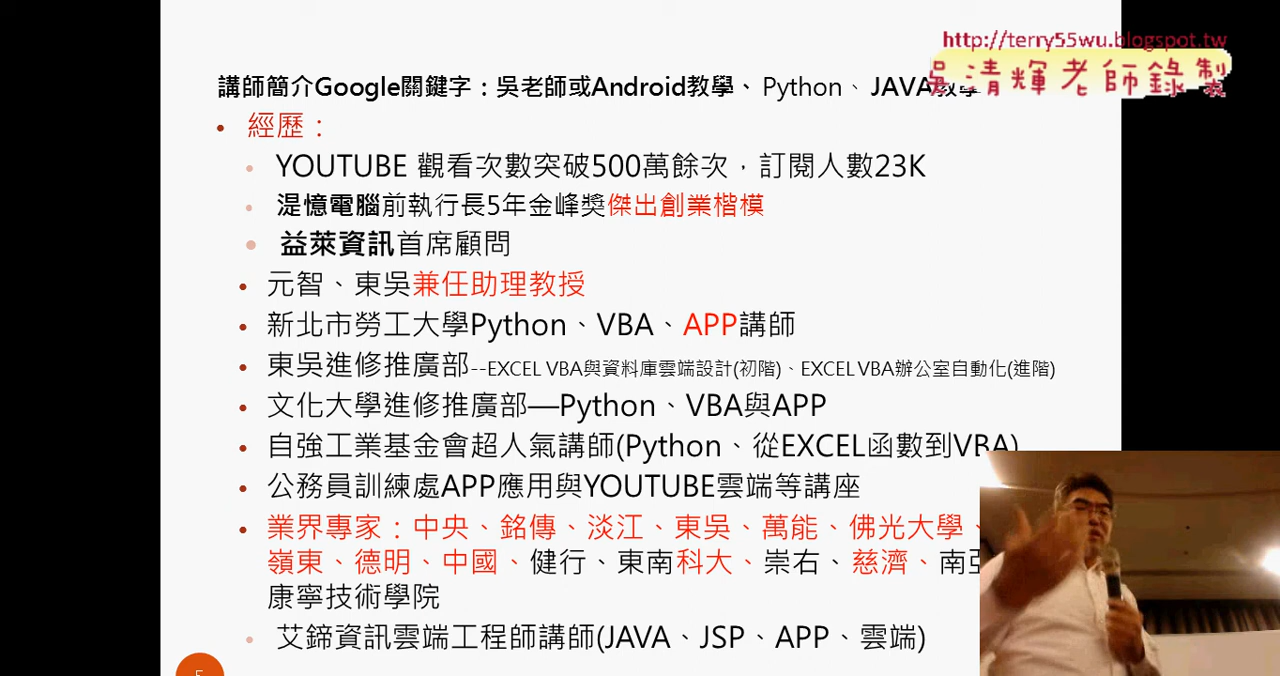 http://terry55wu.blogspot.tw
吳清輝老師錄製
講師簡介Google關鍵字：吳老師或Android教學、Python、JAVA教學
• 經歷：
• YOUTUBE 觀看次數突破500萬餘次，訂閱人數23K
• 湜憶電腦前執行長5年金峰獎傑出創業楷模
• 益萊資訊首席顧問
• 元智、東吳兼任助理教授
• 新北市勞工大學Python、VBA、APP講師
• 東吳進修推廣部--EXCEL VBA與資料庫雲端設計(初階)、EXCEL VBA辦公室自動化(進階)
• 文化大學進修推廣部—Python、VBA與APP
• 自強工業基金會超人氣講師(Python、從EXCEL函數到VBA)
• 公務員訓練處APP應用與YOUTUBE雲端等講座
• 業界專家：中央、銘傳、淡江、東吳、萬能、佛光大學、
嶺東、德明、中國、健行、東南科大、崇右、慈濟、南亞
康寧技術學院
• 艾鍗資訊雲端工程師講師(JAVA、JSP、APP、雲端)
5